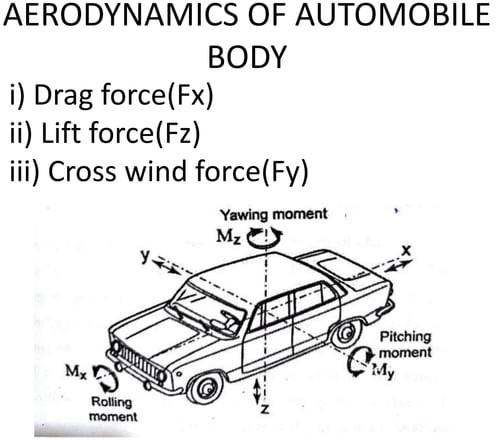 AERODYNAMICS OF AUTOMOBILE
BODY
i) Drag force(Fx)
ii) Lift force(Fz)
iii) Cross wind force(Fy)
Yawing moment
Mz
y
x
Pitching
moment
My
Mx
Rolling
moment
z